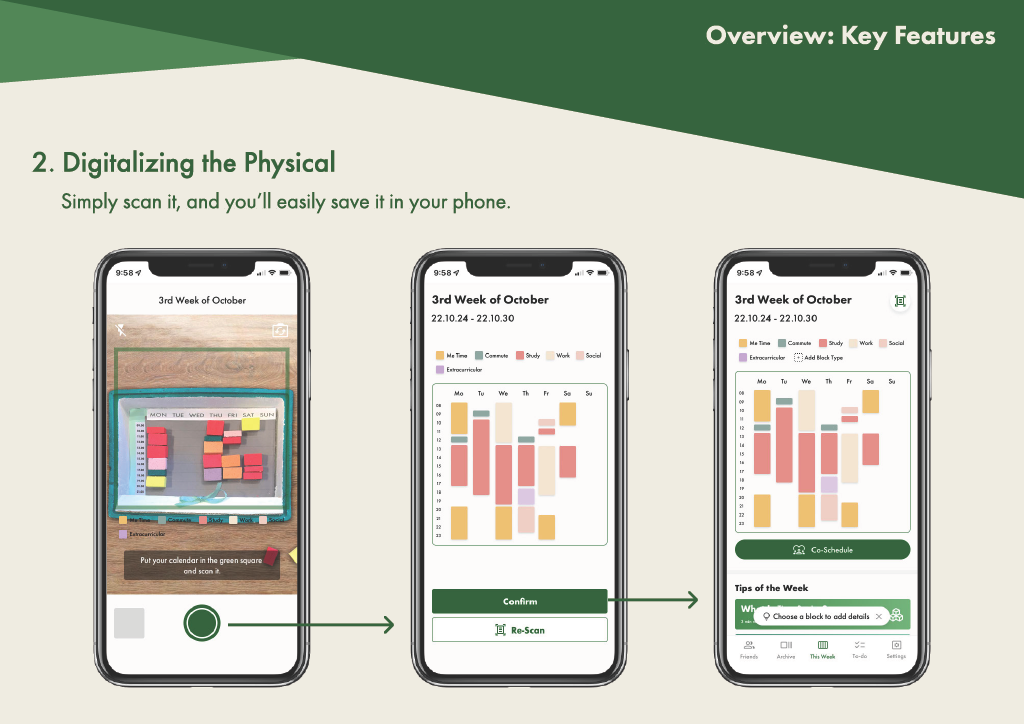 Overview: Key Features
2. Digitalizing the Physical
Simply scan it, and you'll easily save it in your phone.
9:58
3rd Week of October
MON TUE WED THU FRI SAT SUN
Me Time Commute Study Work Social
Extracurricular
Put your calendar in the green square
and scan it.
9:58
3rd Week of October
22.10.24 - 22.10.30
Me Time Commute Study Work Social
Extracurricular
Mo Tu We Th Fr Sa Su
08
09
10
11
12
13
14
15
16
17
18
19
20
21
22
23
Confirm
Re-Scan
9:58
3rd Week of October
22.10.24 - 22.10.30
Me Time Commute Study Work Social
Extracurricular Add Block Type
Mo Tu We Th Fr Sa Su
08
09
10
11
12
13
14
15
16
17
18
19
20
21
22
23
Co-Schedule
Tips of the Week
Choose a block to add details
Friends Archive This Week To-do Settings